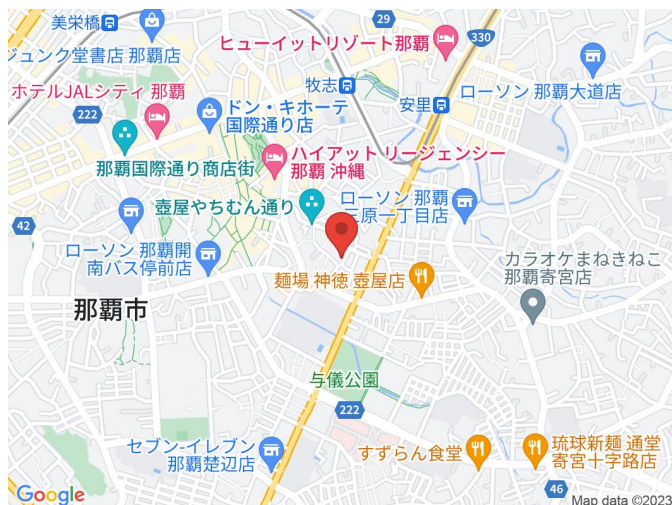 美栄橋
29
330
ジュンク堂書店 那覇店
ヒューイットリゾート那覇
牧志
安里
ローソン 那覇大道店
ホテルJALシティ 那覇
222
ドン・キホーテ
国際通り店
那覇国際通り商店街
ハイアット リージェンシー
那覇 沖縄
壺屋やちむん通り
ローソン 那覇
三原一丁目店
42
ローソン 那覇開
南バス停前店
麺場 神徳 壺屋店
カラオケまねきねこ
那覇寄宮店
那覇市
与儀公園
222
セブン-イレブン
那覇楚辺店
すずらん食堂
琉球新麺 通堂
寄宮十字路店
46
Google
Map data ©2023